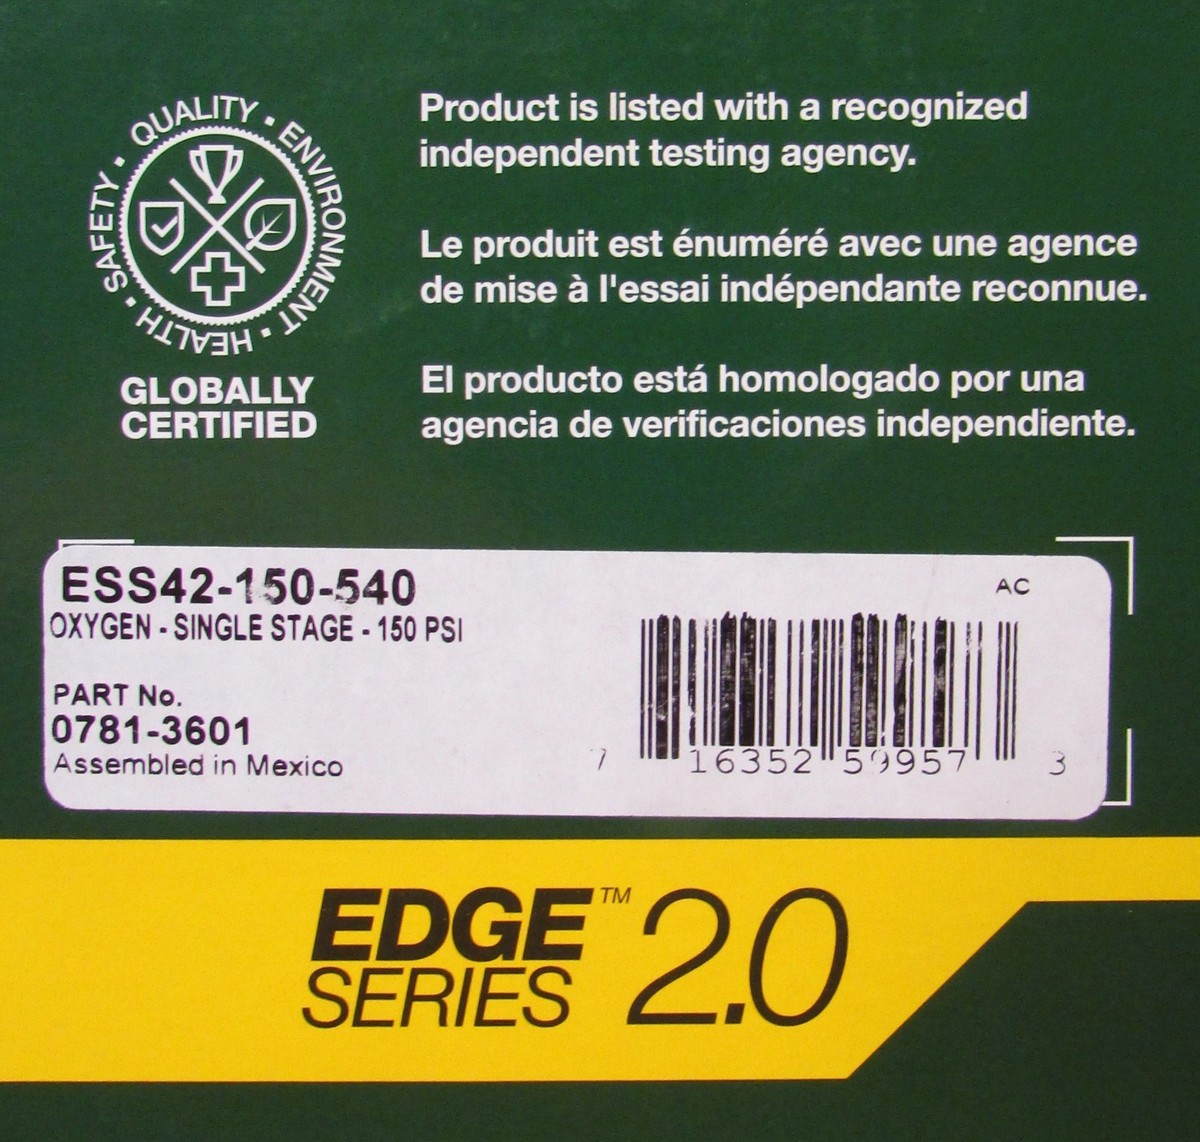 QUALITY • ENVIRONMENT • HEALTH • SAFETY •
GLOBALLY
CERTIFIED
Product is listed with a recognized
independent testing agency.
Le produit est énuméré avec une agence
de mise à l'essai indépendante reconnue.
El producto está homologado por una
agencia de verificaciones independiente.
ESS42-150-540
OXYGEN - SINGLE STAGE - 150 PSI
PART No.
0781-3601
Assembled in Mexico
AC
7 16352 59957 3
EDGE™ 2.0
SERIES